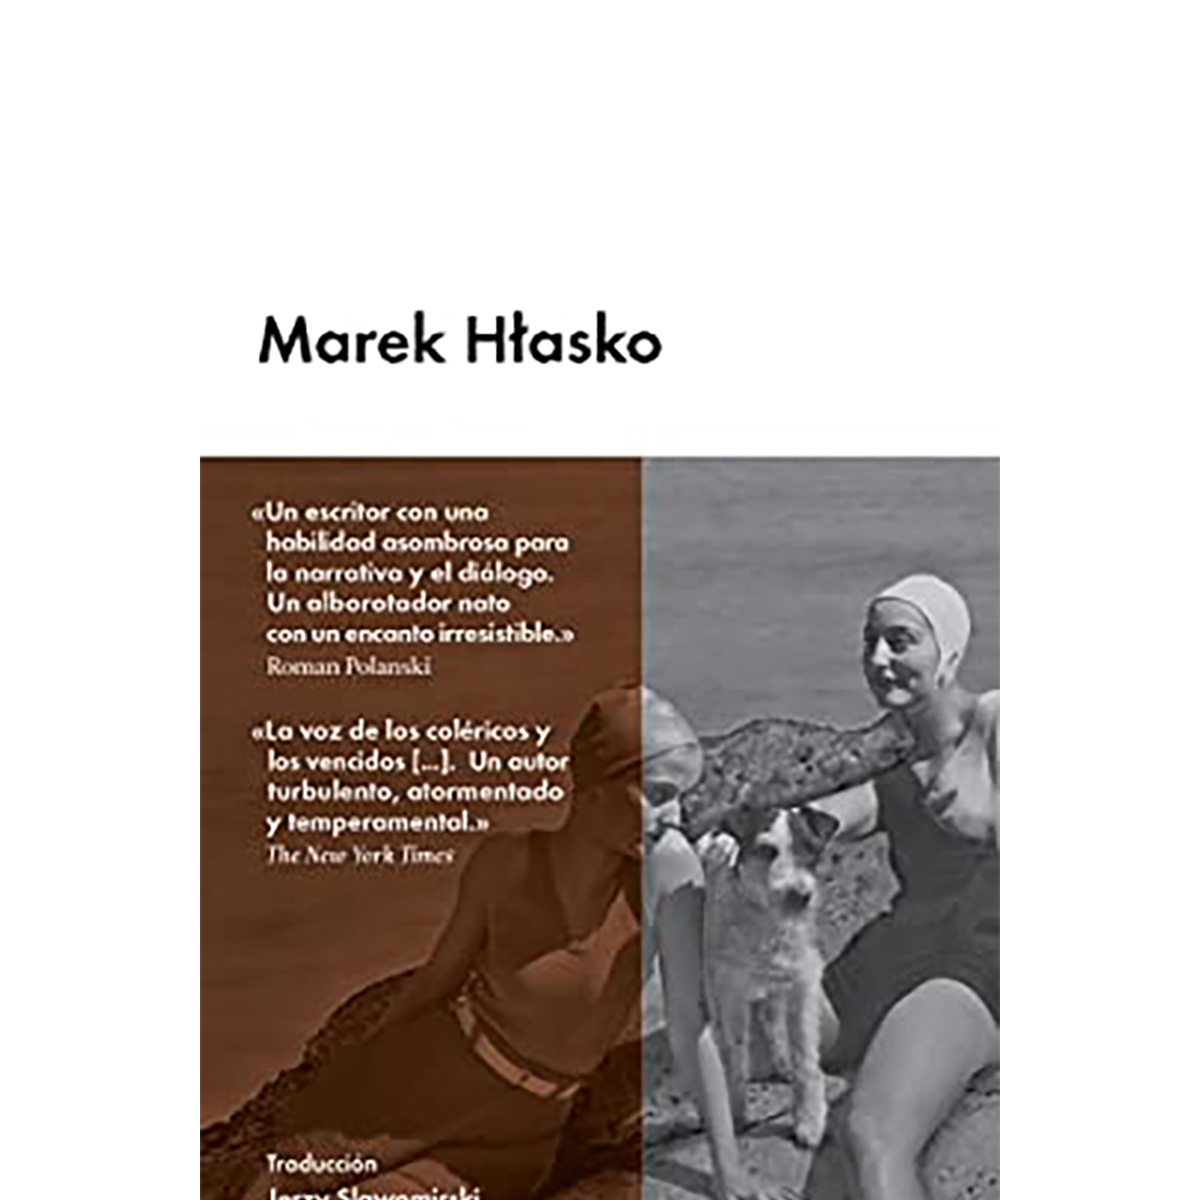 Marek Hłasko
«Un escritor con una
habilidad asombrosa para
la narrativa y el diálogo.
Un alborotador nato
con un encanto irresistible.»
Roman Polanski
«La voz de los coléricos y
los vencidos [...]. Un autor
turbulento, atormentado
y temperamental.»
The New York Times
Traducción
Jerzy Slawomirski